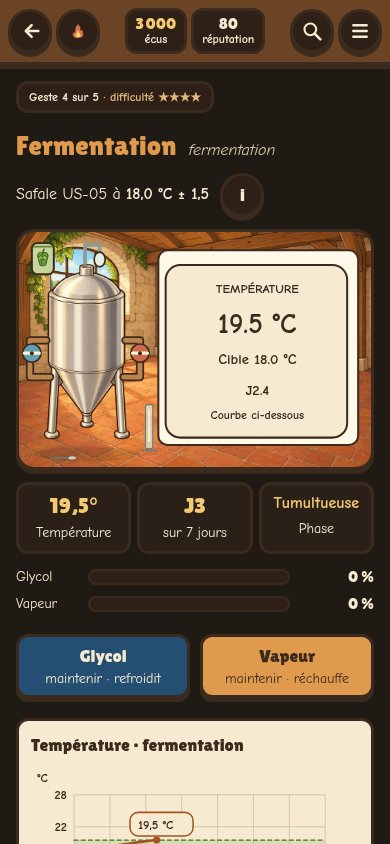 3 000
écus
80
réputation
Geste 4 sur 5 · difficulté ★★★★
Fermentation fermentation
Safale US-05 à 18,0 °C ± 1,5
i
TEMPÉRATURE
19.5 °C
Cible 18.0 °C
J2.4
Courbe ci-dessous
19,5°
Température
J3
sur 7 jours
Tumultueuse
Phase
Glycol
0 %
Vapeur
0 %
Glycol
maintenir · refroidit
Vapeur
maintenir · réchauffe
Température · fermentation
°C
28
19,5 °C
22